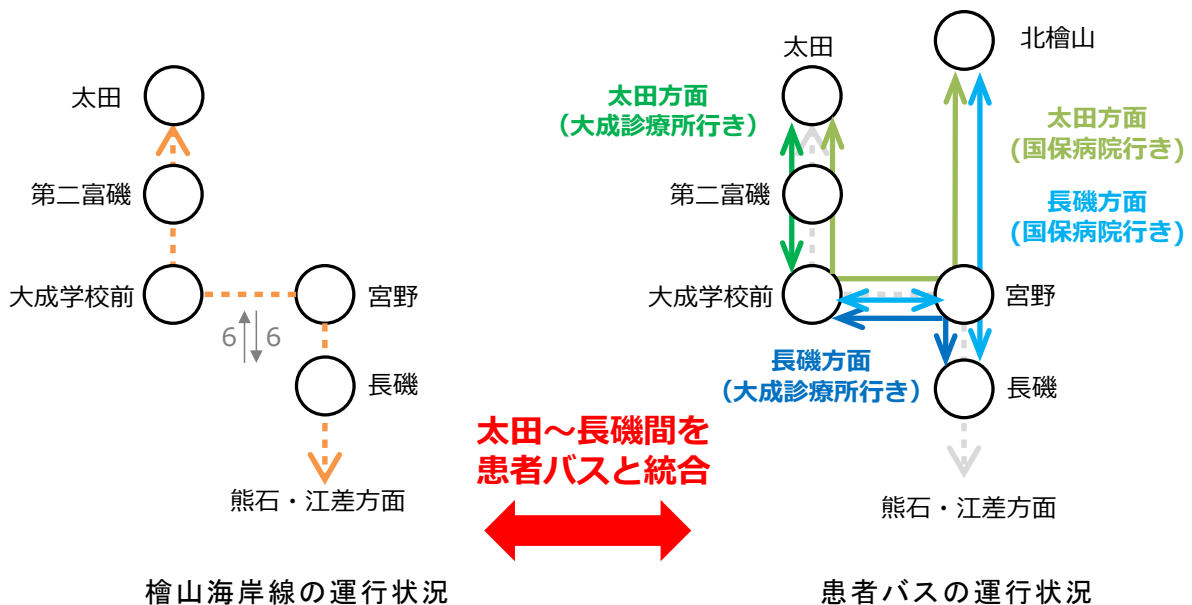 太田
第二富磯
大成学校前
宮野
6 6
長磯
熊石・江差方面
檜山海岸線の運行状況
太田～長磯間を
患者バスと統合
北檜山
太田
太田方面
（大成診療所行き）
太田方面
(国保病院行き)
第二富磯
長磯方面
(国保病院行き)
大成学校前
宮野
長磯方面
（大成診療所行き）
長磯
熊石・江差方面
患者バスの運行状況